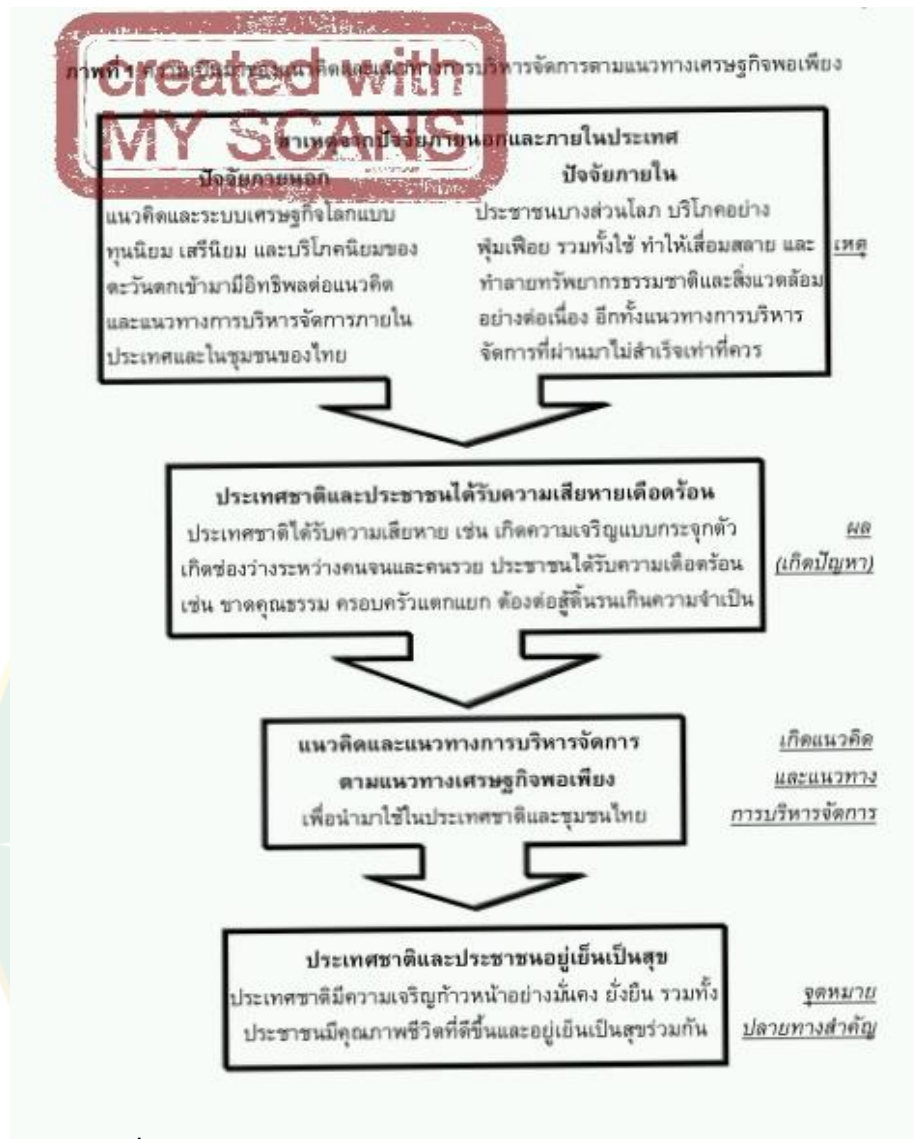 created with
MY SCANS
ภาพที่ 1 ความเป็นมาของแนวคิดและแนวทางการบริหารจัดการตามแนวทางเศรษฐกิจพอเพียง
สาเหตุจากปัจจัยภายนอกและภายในประเทศ
ปัจจัยภายนอก
แนวคิดและระบบเศรษฐกิจโลกแบบ
ทุนนิยม เสรีนิยม และบริโภคนิยมของ
ตะวันตกเข้ามามีอิทธิพลต่อแนวคิด
และแนวทางการบริหารจัดการภายใน
ประเทศและในชุมชนของไทย
ปัจจัยภายใน
ประชาชนบางส่วนโลภ บริโภคอย่าง
ฟุ่มเฟือย รวมทั้งใช้ ทำให้เสื่อมสลาย และ
ทำลายทรัพยากรธรรมชาติและสิ่งแวดล้อม
อย่างต่อเนื่อง อีกทั้งแนวทางการบริหาร
จัดการที่ผ่านมาไม่สำเร็จเท่าที่ควร
เหตุ
ประเทศชาติและประชาชนได้รับความเสียหายเดือดร้อน
ประเทศชาติได้รับความเสียหาย เช่น เกิดความเจริญแบบกระจุกตัว
เกิดช่องว่างระหว่างคนจนและคนรวย ประชาชนได้รับความเดือดร้อน
เช่น ขาดคุณธรรม ครอบครัวแตกแยก ต้องต่อสู้ดิ้นรนเกินความจำเป็น
ผล
(เกิดปัญหา)
แนวคิดและแนวทางการบริหารจัดการ
ตามแนวทางเศรษฐกิจพอเพียง
เพื่อนำมาใช้ในประเทศชาติและชุมชนไทย
เกิดแนวคิด
และแนวทาง
การบริหารจัดการ
ประเทศชาติและประชาชนอยู่เย็นเป็นสุข
ประเทศชาติมีความเจริญก้าวหน้าอย่างมั่นคง ยั่งยืน รวมทั้ง
ประชาชนมีคุณภาพชีวิตที่ดีขึ้นและอยู่เย็นเป็นสุขร่วมกัน
จุดหมาย
ปลายทางสำคัญ